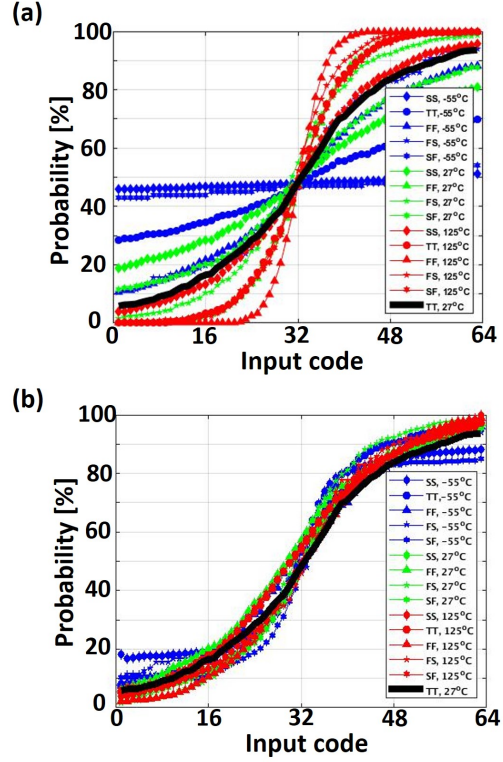 (a)
100
80
60
40
20
0
Probability [%]
SS, -55°C
TT,-55°C
FF, -55°C
FS, -55°C
SF, -55°C
SS, 27°C
FF, 27°C
FS, 27°C
SF, 27°C
SS, 125°C
TT, 125°C
FF, 125°C
FS, 125°C
SF, 125°C
TT, 27°C
0 16 32 48 64
Input code
(b)
100
80
60
40
20
0
Probability [%]
SS, -55°C
TT,-55°C
FF, -55°C
FS, -55°C
SF, -55°C
SS, 27°C
FF, 27°C
FS, 27°C
SF, 27°C
SS, 125°C
TT, 125°C
FF, 125°C
FS, 125°C
SF, 125°C
TT, 27°C
0 16 32 48 64
Input code